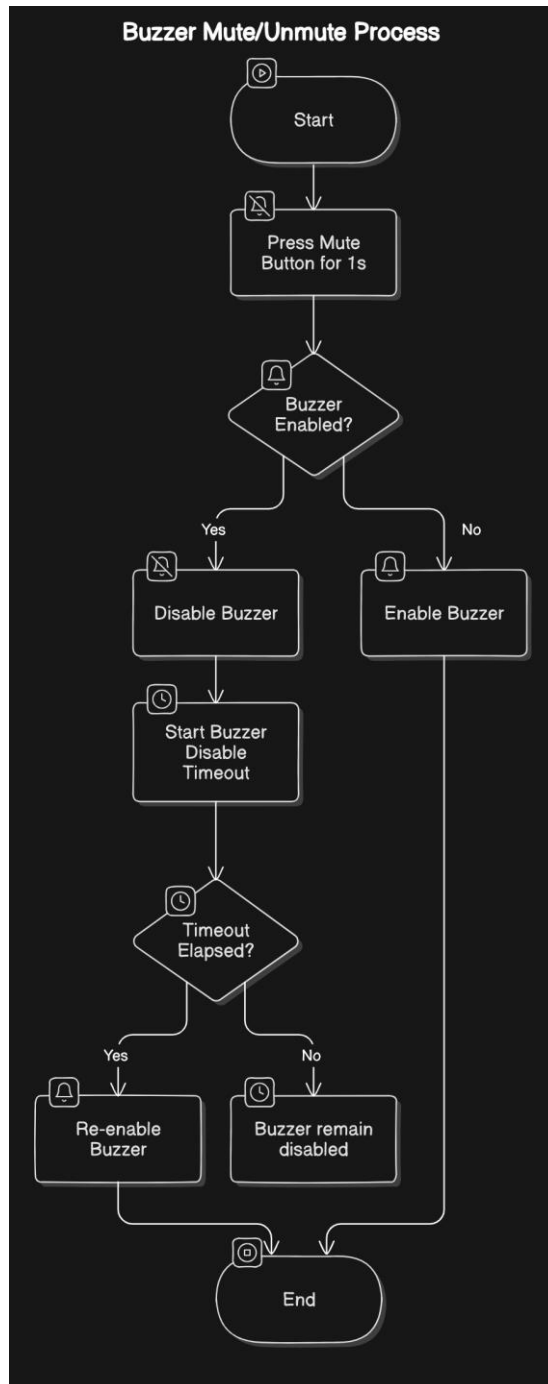 Buzzer Mute/Unmute Process
Start
Press Mute
Button for 1s
Buzzer
Enabled?
Yes
No
Disable Buzzer
Enable Buzzer
Start Buzzer
Disable
Timeout
Timeout
Elapsed?
Yes
No
Re-enable
Buzzer
Buzzer remain
disabled
End